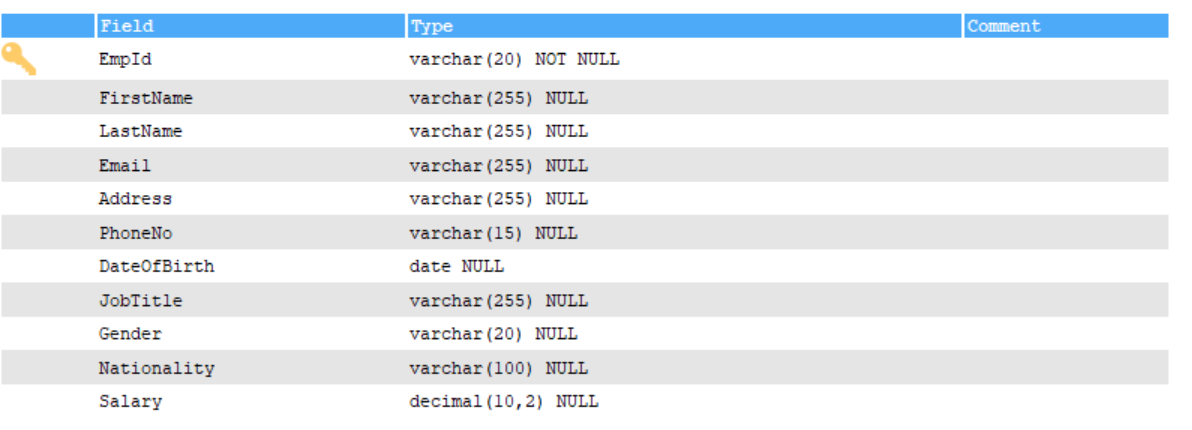 Field Type Comment
EmpId varchar(20) NOT NULL
FirstName varchar(255) NULL
LastName varchar(255) NULL
Email varchar(255) NULL
Address varchar(255) NULL
PhoneNo varchar(15) NULL
DateOfBirth date NULL
JobTitle varchar(255) NULL
Gender varchar(20) NULL
Nationality varchar(100) NULL
Salary decimal(10,2) NULL